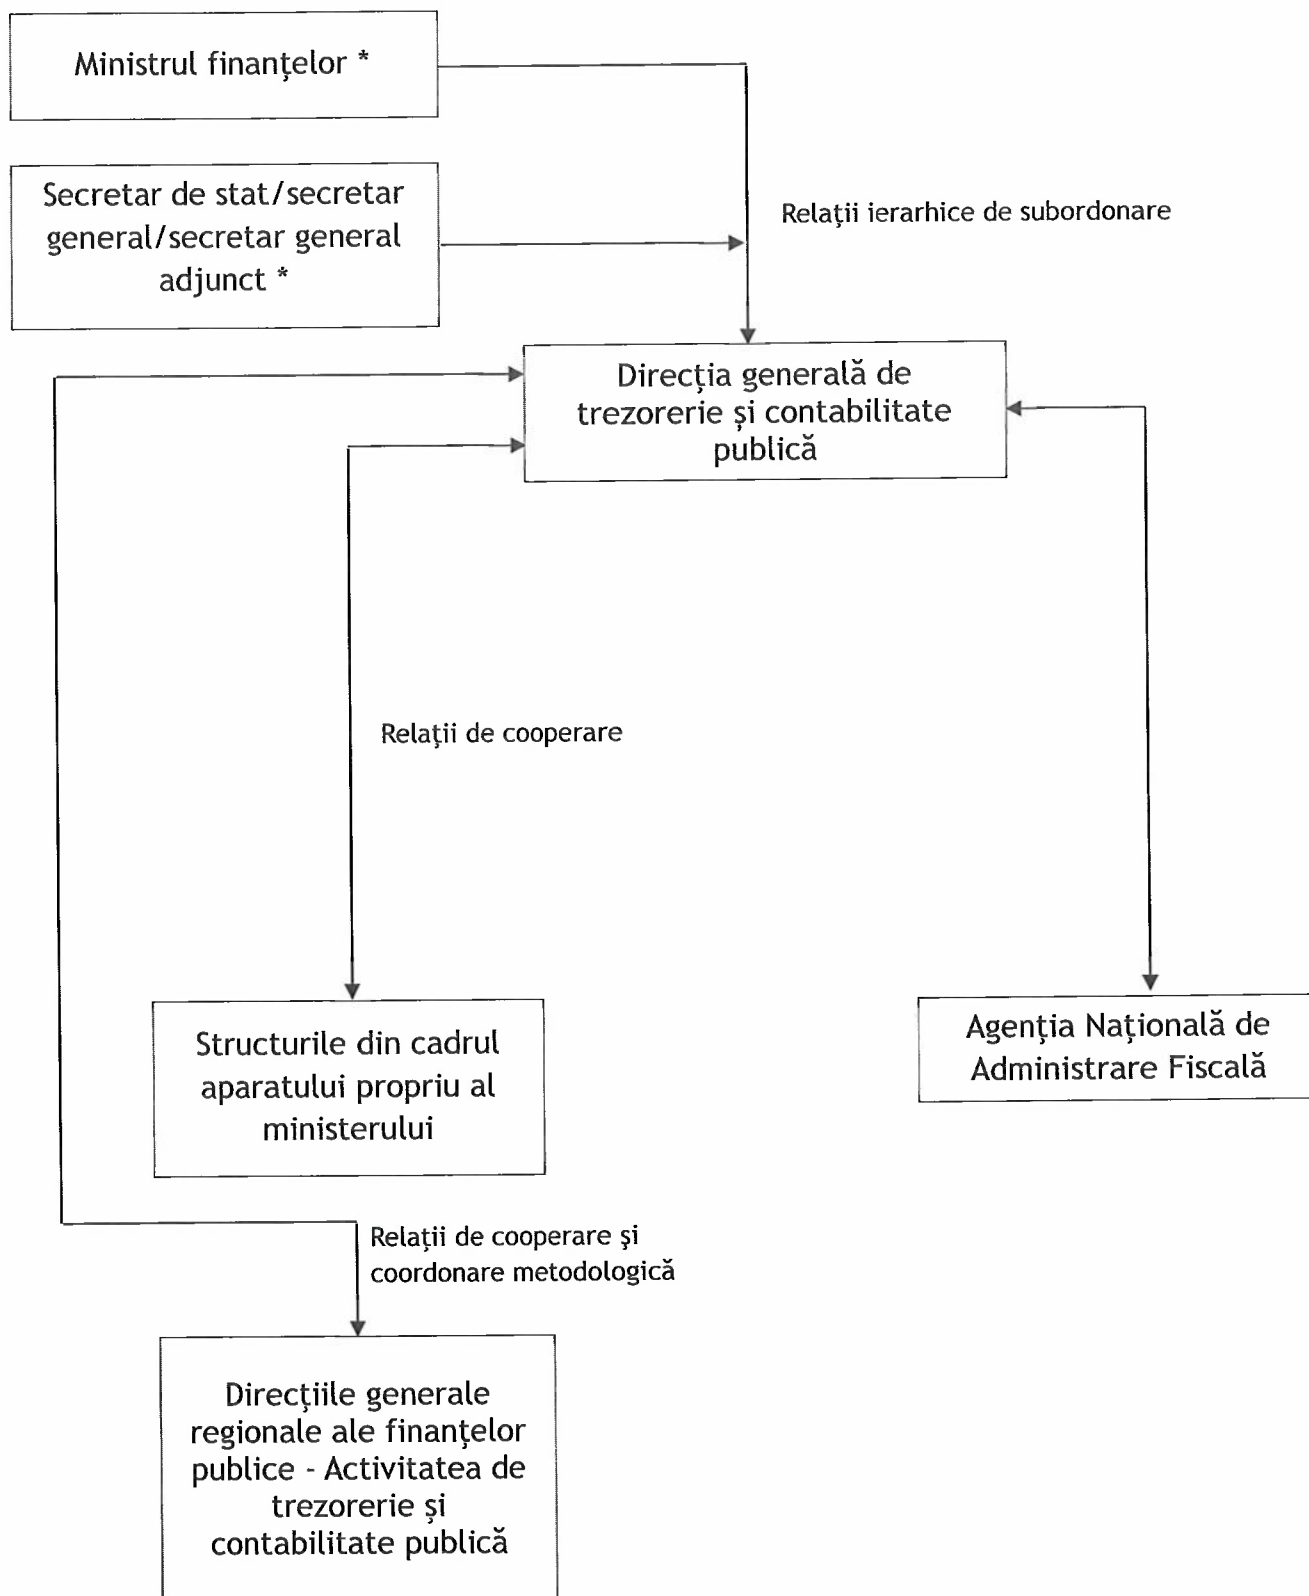 Ministrul finanţelor *
Secretar de stat/secretar
general/secretar general
adjunct *
Relaţii ierarhice de subordonare
Direcţia generală de
trezorerie și contabilitate
publică
Relaţii de cooperare
Structurile din cadrul
aparatului propriu al
ministerului
Agenţia Naţională de
Administrare Fiscală
Relaţii de cooperare şi
coordonare metodologică
Direcţiile generale
regionale ale finanţelor
publice - Activitatea de
trezorerie și
contabilitate publică